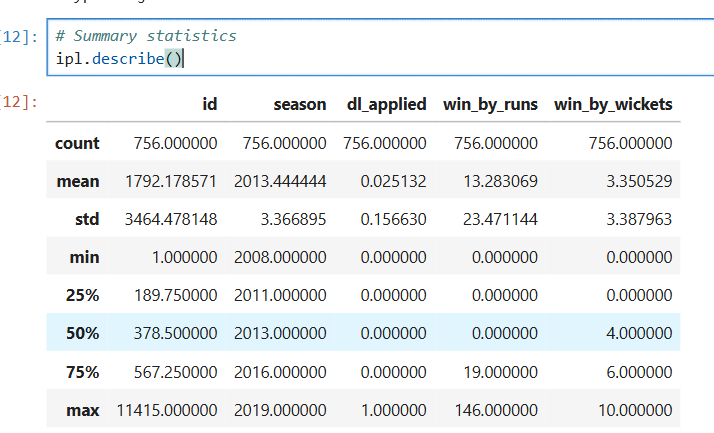 [12]:
# Summary statistics
ipl.describe()
[12]:
id season dl_applied win_by_runs win_by_wickets
count 756.000000 756.000000 756.000000 756.000000 756.000000
mean 1792.178571 2013.444444 0.025132 13.283069 3.350529
std 3464.478148 3.366895 0.156630 23.471144 3.387963
min 1.000000 2008.000000 0.000000 0.000000 0.000000
25% 189.750000 2011.000000 0.000000 0.000000 0.000000
50% 378.500000 2013.000000 0.000000 0.000000 4.000000
75% 567.250000 2016.000000 0.000000 19.000000 6.000000
max 11415.000000 2019.000000 1.000000 146.000000 10.000000